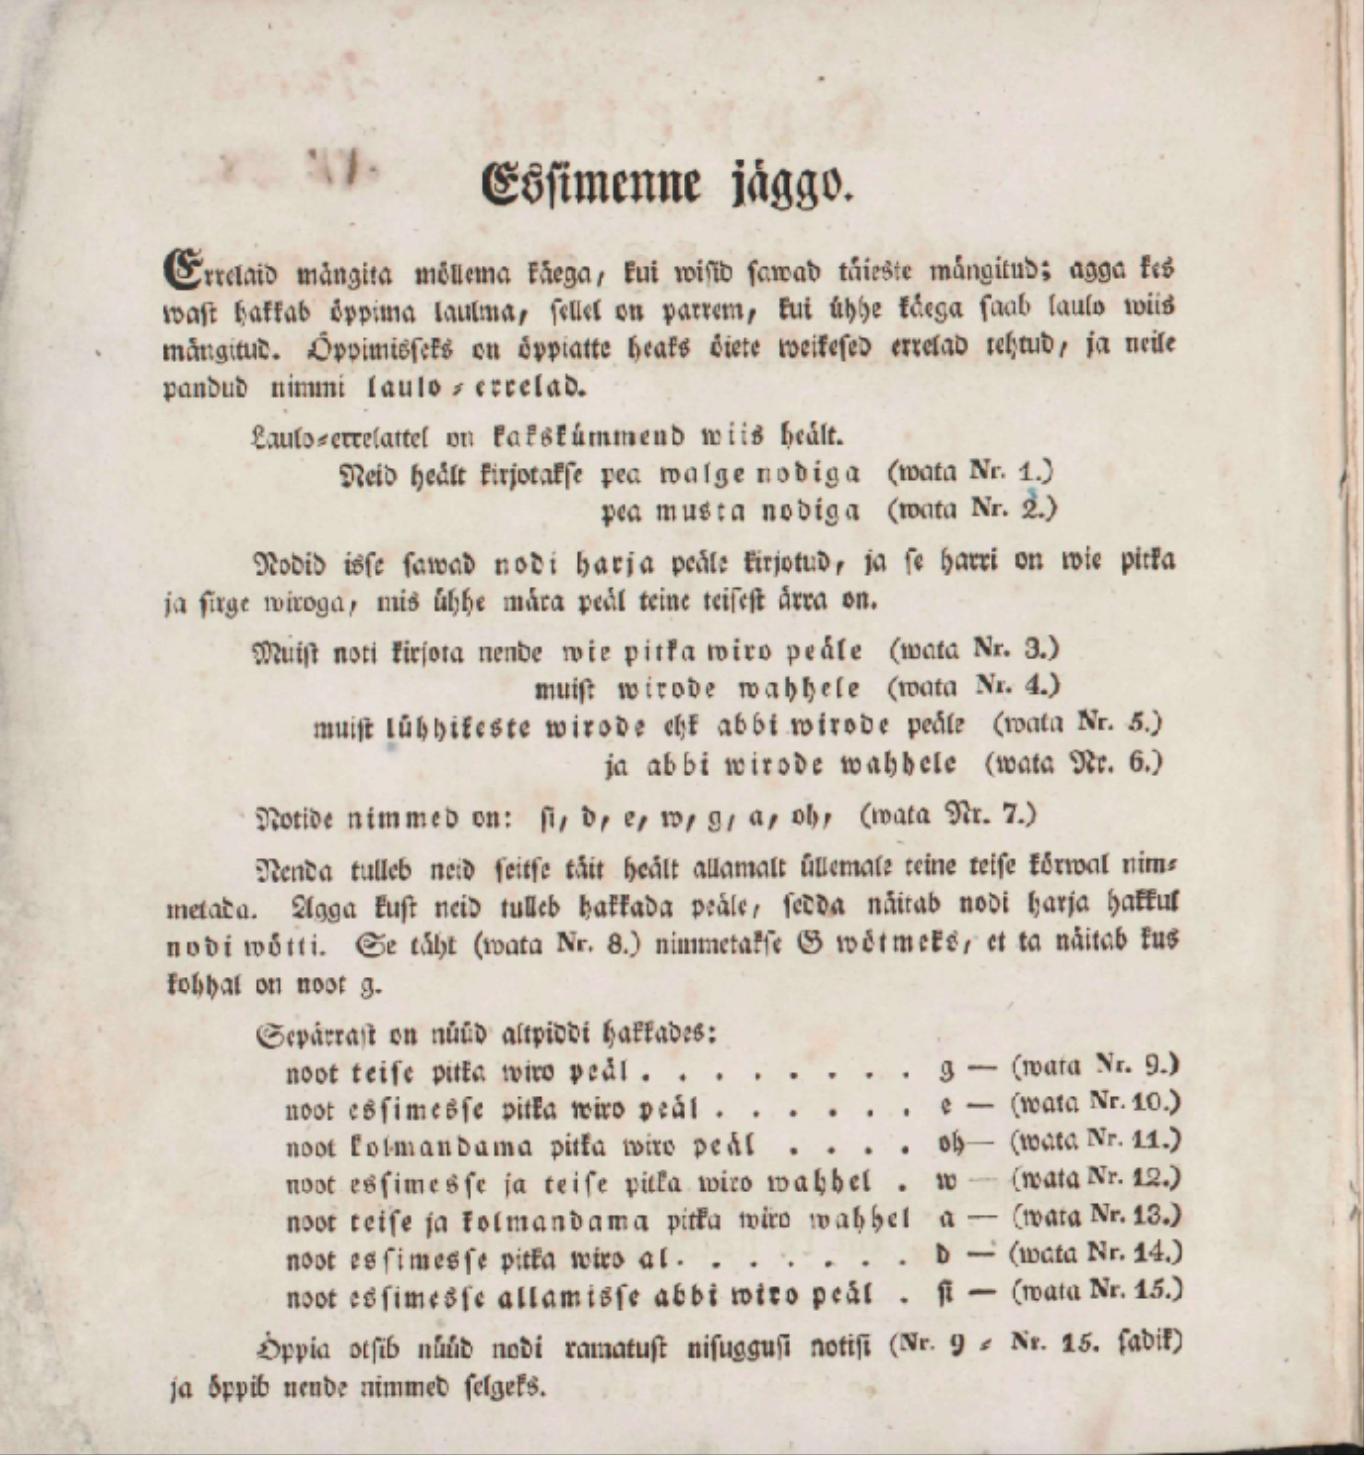 Essimenne jäggo.
Errelaid mängita möllema käega, kui wisid sawad täieste mängitud; agga kes
wast hakkab öppima laulma, sellel on parrem, kui ühhe käega saab laulo wiis
mängitud. Öppimisseks on öppiatte heaks öiete weikesed errelad tehtud, ja neile
pandud nimmi laulo-errelad.
Laulo-errelattel on kakskümmend wiis heält.
Neid heält kirjotakse pea walge nodiga (wata Nr. 1.)
pea musta nodiga (wata Nr. 2.)
Nodid isse sawad nodi harja peäle kirjotud, ja se harri on wie pitka
ja sirge wiroga, mis ühhe mära peäl teine teisest ärra on.
Muist noti kirjota nende wie pitka wiro peäle (wata Nr. 3.)
muist wirode wahhele (wata Nr. 4.)
muist lühhikeste wirode ehk abbi wirode peäle (wata Nr. 5.)
ja abbi wirode wahhele (wata Nr. 6.)
Notide nimmed on: si, d, e, w, g, a, oh, (wata Nr. 7.)
Nenda tulleb neid seitse täit heält allamalt üllemale teine teise körwal nim-
metada. Agga kust neid tulleb hakkada peäle, sedda näitab nodi harja hakkul
nodi wötti. Se täht (wata Nr. 8.) nimmetakse G wötmeks, et ta näitab kus
kohhal on noot g.
Sepärrast on nüüd altpiddi hakkades:
noot teise pitka wiro peäl . . . . . . . . g — (wata Nr. 9.)
noot essimesse pitka wiro peäl . . . . . . e — (wata Nr. 10.)
noot kolmandama pitka wiro peäl . . . . oh — (wata Nr. 11.)
noot essimesse ja teise pitka wiro wahhel . w — (wata Nr. 12.)
noot teise ja kolmandama pitka wiro wahhel a — (wata Nr. 13.)
noot essimesse pitka wiro al . . . . . . . d — (wata Nr. 14.)
noot essimesse allamisse abbi wiro peäl . si — (wata Nr. 15.)
Öppia otsib nüüd nodi ramatust nisuggusi notisi (Nr. 9 - Nr. 15. sadik)
ja öppib nende nimmed selgeks.